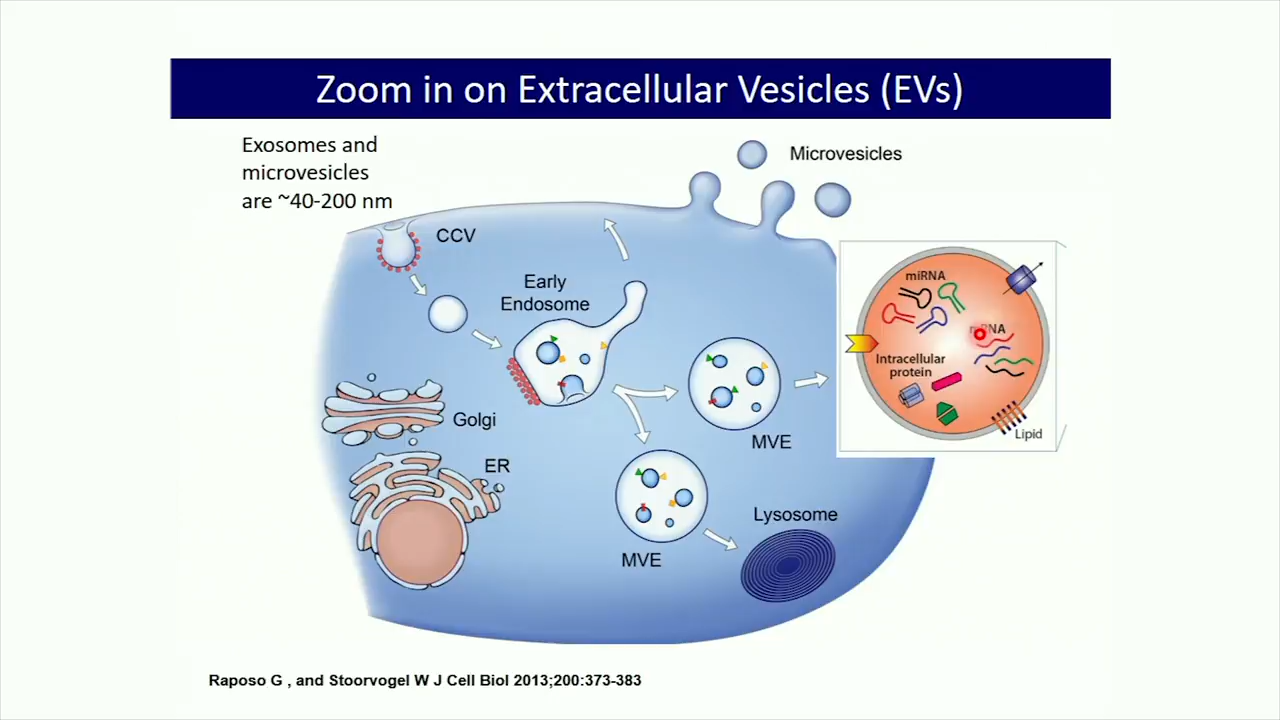 Zoom in on Extracellular Vesicles (EVs)
Exosomes and
microvesicles
are ~40-200 nm
Microvesicles
CCV
Early
Endosome
miRNA
mRNA
Intracellular
protein
Lipid
Golgi
MVE
ER
Lysosome
MVE
Raposo G , and Stoorvogel W J Cell Biol 2013;200:373-383